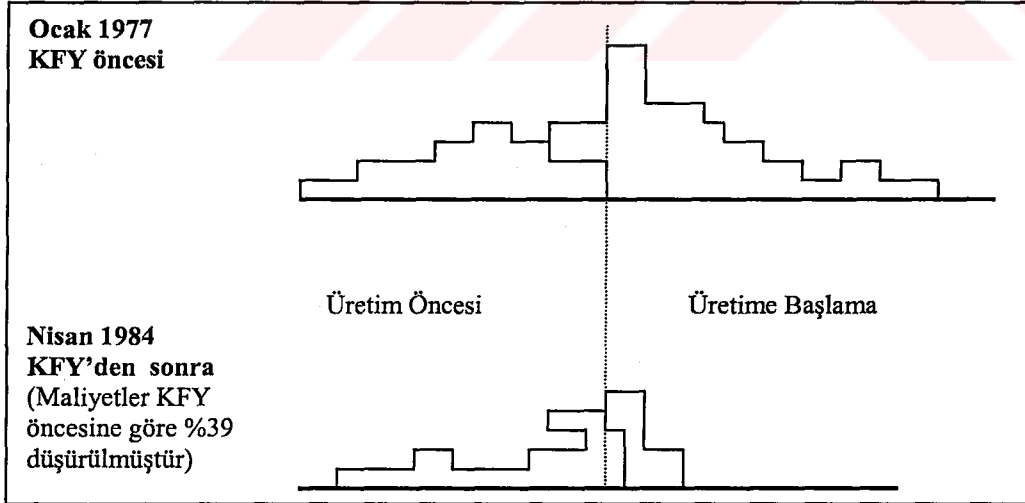 Ocak 1977
KFY öncesi
Üretim Öncesi
Üretime Başlama
Nisan 1984
KFY’den sonra
(Maliyetler KFY
öncesine göre %39
düşürülmüştür)